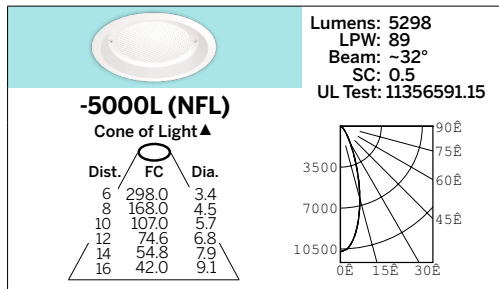 Lumens: 5298
LPW: 89
Beam: ~32°
SC: 0.5
UL Test: 11356591.15
-5000L (NFL)
Cone of Light▲
Dist. FC Dia.
6 298.0 3.4
8 168.0 4.5
10 107.0 5.7
12 74.6 6.8
14 54.8 7.9
16 42.0 9.1
90Ê
75Ê
3500
60Ê
7000
45Ê
10500
0Ê 15Ê 30Ê